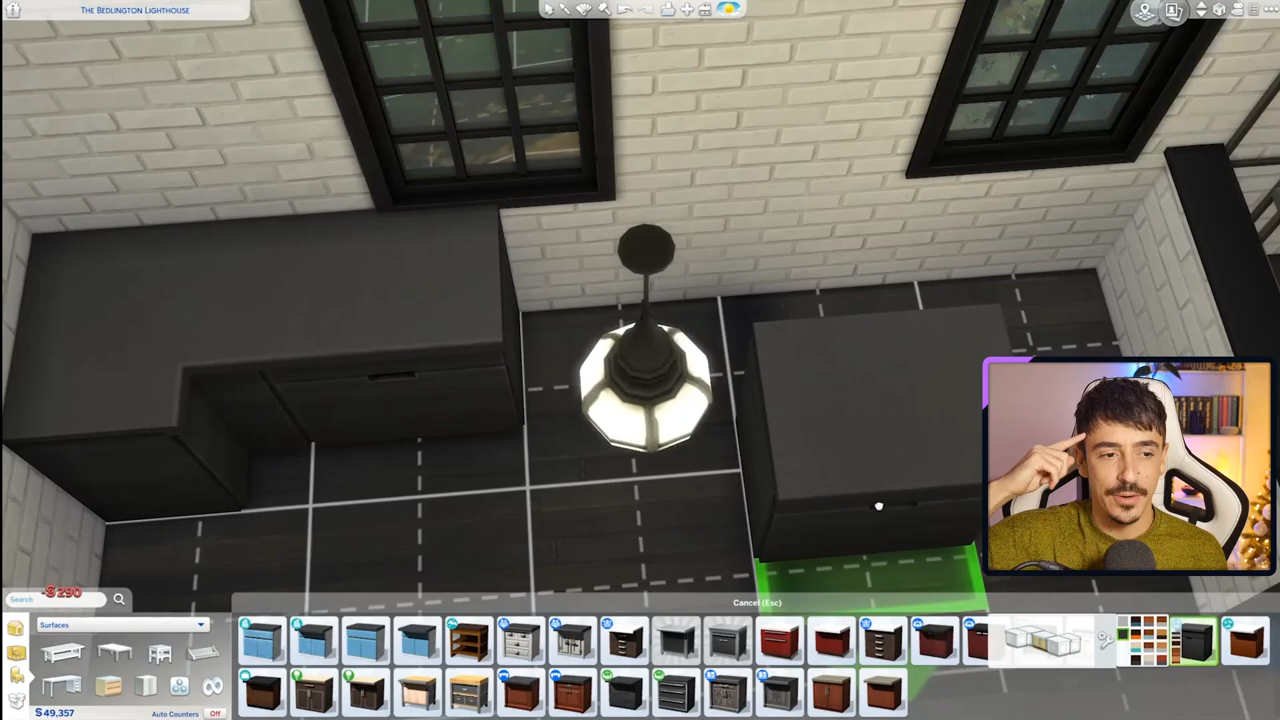 THE BEDLINGTON LIGHTHOUSE
Cancel (Esc)
-§290
Search
Surfaces
§49,357
Auto Counters
Off